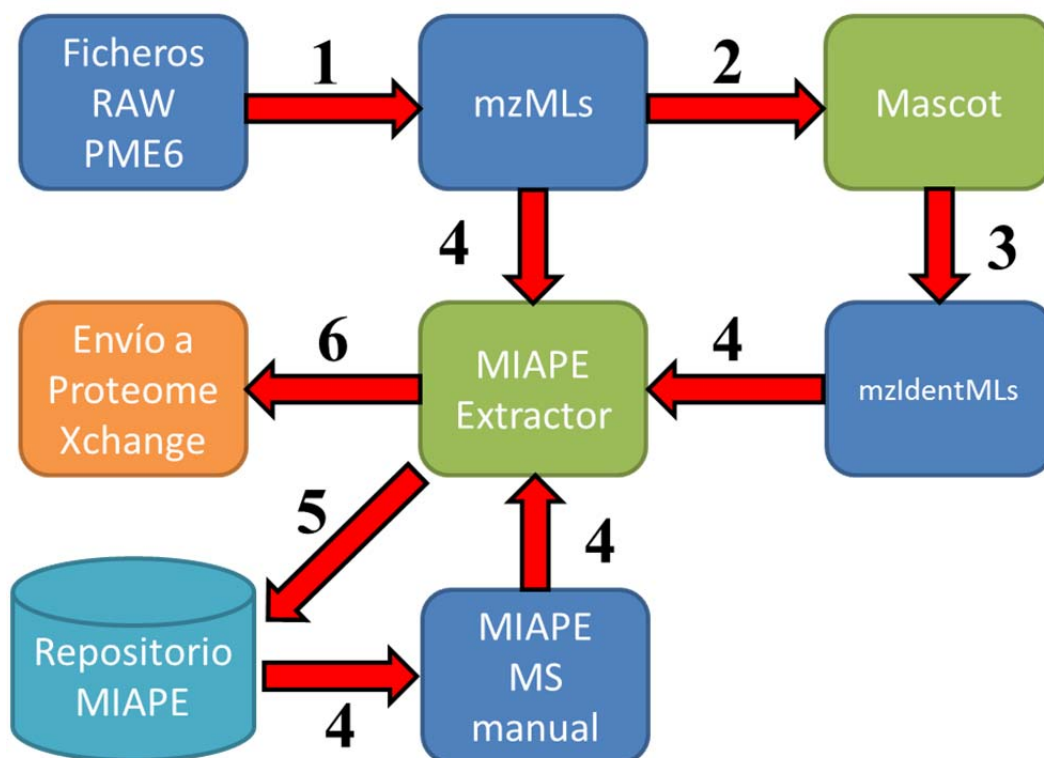 Ficheros
RAW
PME6
1
mzMLs
2
Mascot
4
3
Envío a
Proteome
Xchange
6
MIAPE
Extractor
4
mzIdentMLs
5
4
Repositorio
MIAPE
4
MIAPE
MS
manual